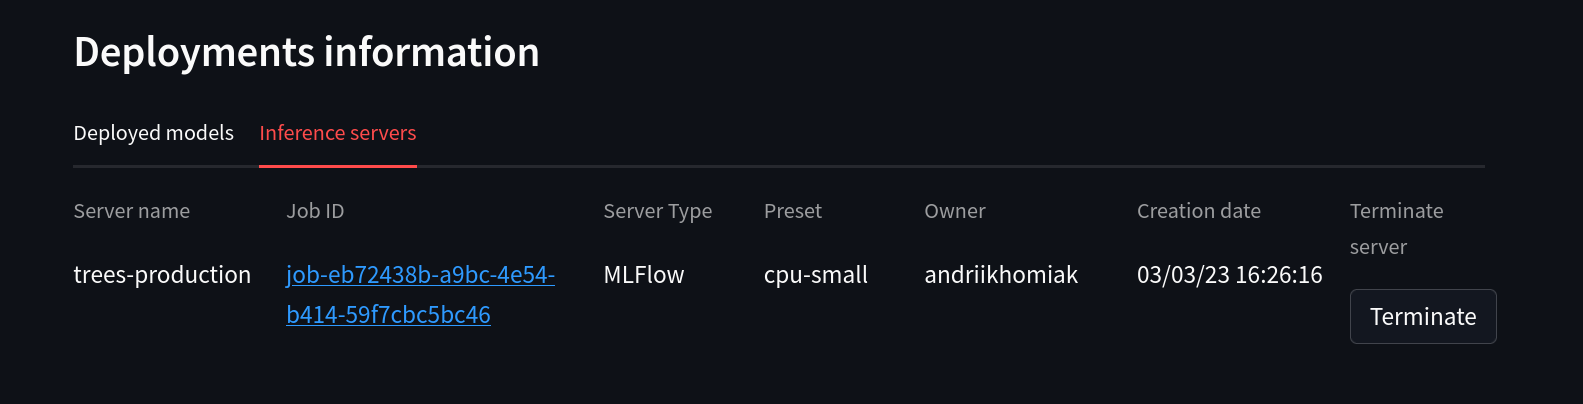 Deployments information
Deployed models Inference servers
Server name Job ID Server Type Preset Owner Creation date Terminate
server
trees-production job-eb72438b-a9bc-4e54- MLFlow cpu-small andriikhomiak 03/03/23 16:26:16
b414-59f7cbc5bc46 Terminate